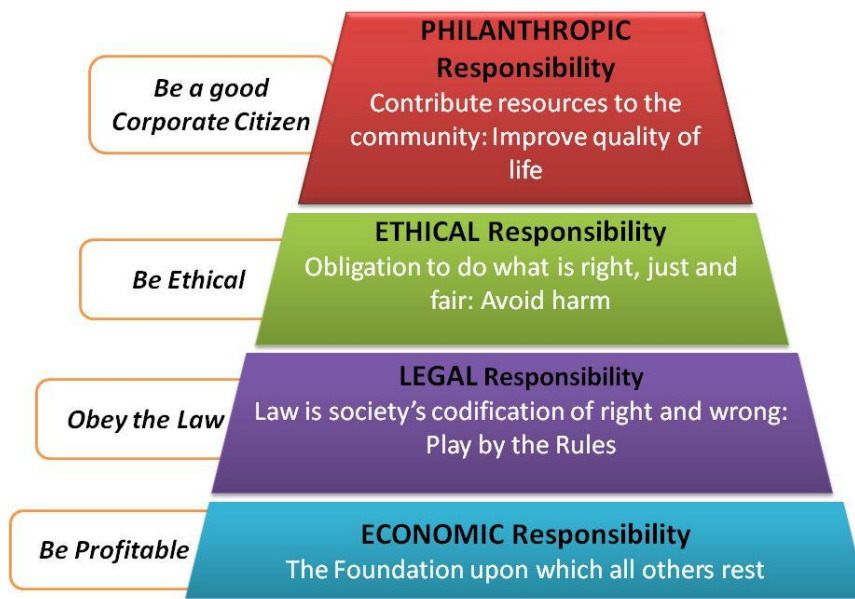 PHILANTHROPIC
Responsibility
Contribute resources to the
community: Improve quality of
life
Be a good
Corporate Citizen
ETHICAL Responsibility
Obligation to do what is right, just and
fair: Avoid harm
Be Ethical
LEGAL Responsibility
Law is society's codification of right and wrong:
Play by the Rules
Obey the Law
ECONOMIC Responsibility
The Foundation upon which all others rest
Be Profitable